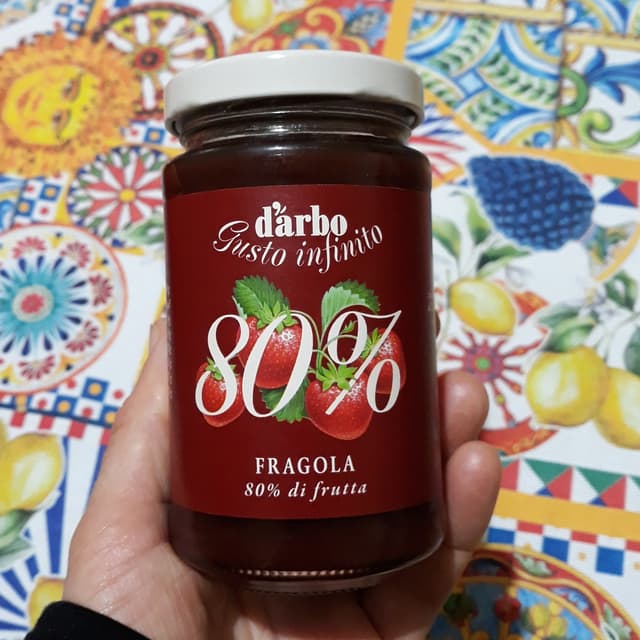 d'arbo
Gusto infinito
80%
FRAGOLA
80% di frutta